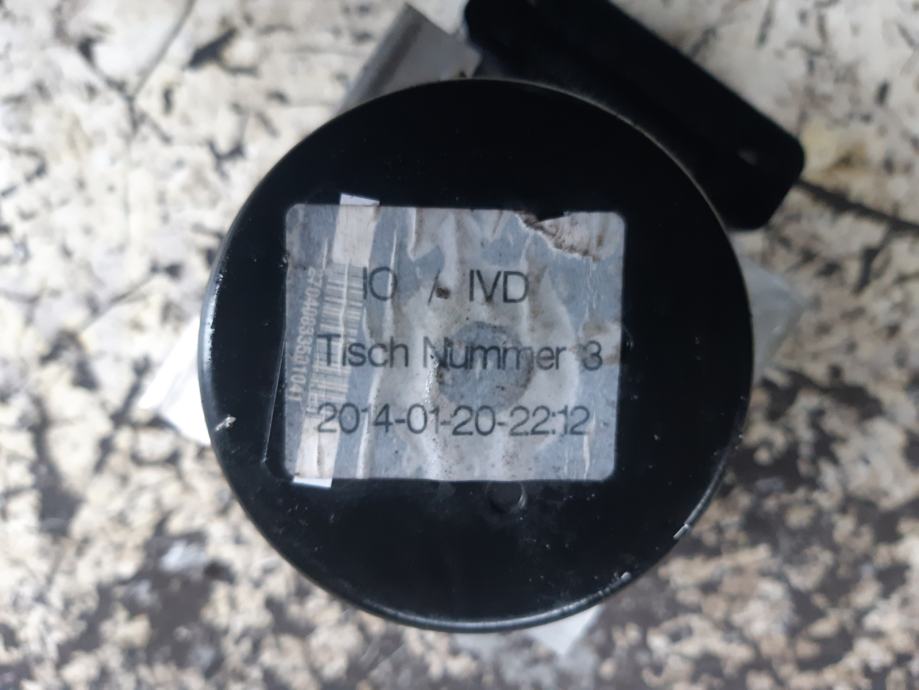 IO / IVD
Tisch Nummer 3
2014-01-20-22:12